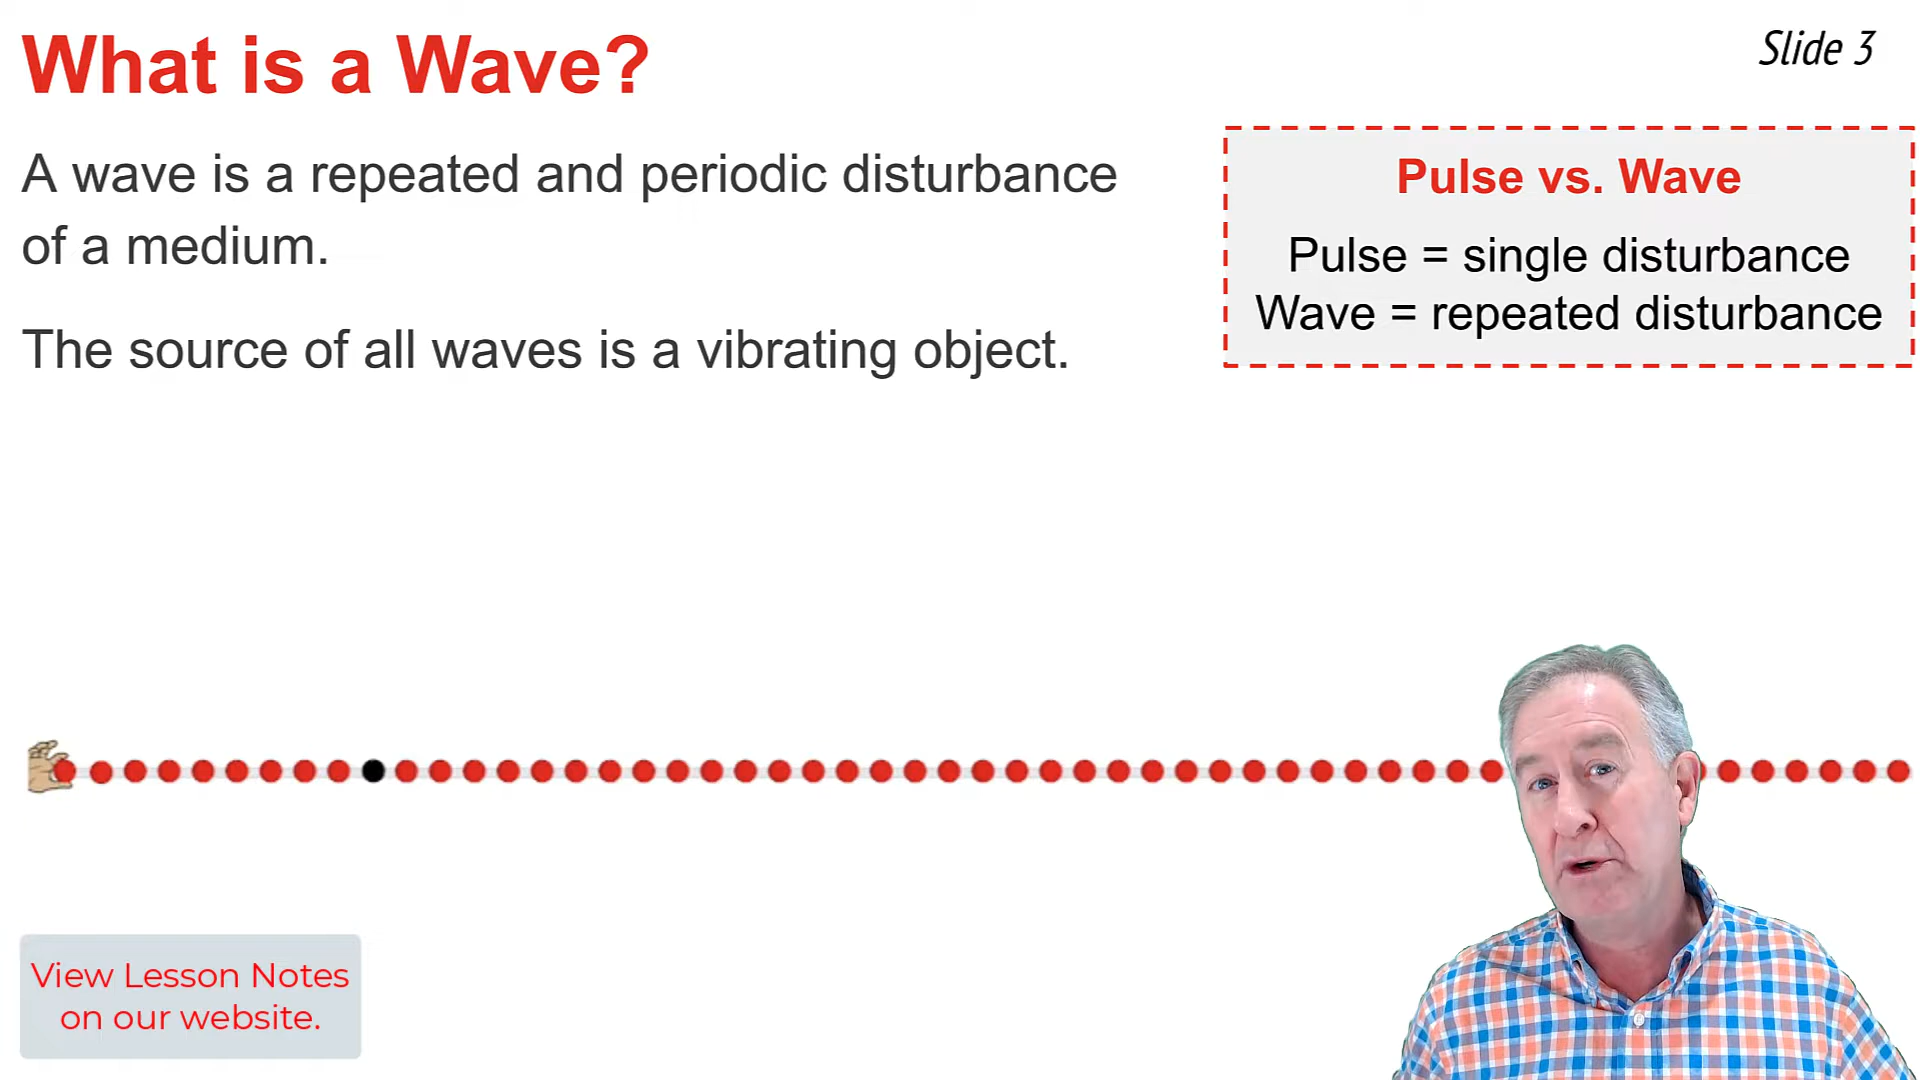 What is a Wave?
Slide 3
A wave is a repeated and periodic disturbance
of a medium.
The source of all waves is a vibrating object.
Pulse vs. Wave
Pulse = single disturbance
Wave = repeated disturbance
View Lesson Notes
on our website.